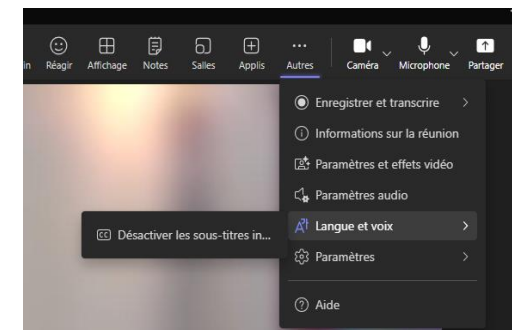 in Réagir Affichage Notes Salles Applis Autres Caméra Microphone Partager
Enregistrer et transcrire
Informations sur la réunion
Paramètres et effets vidéo
Paramètres audio
Langue et voix
CC Désactiver les sous-titres in...
Paramètres
Aide